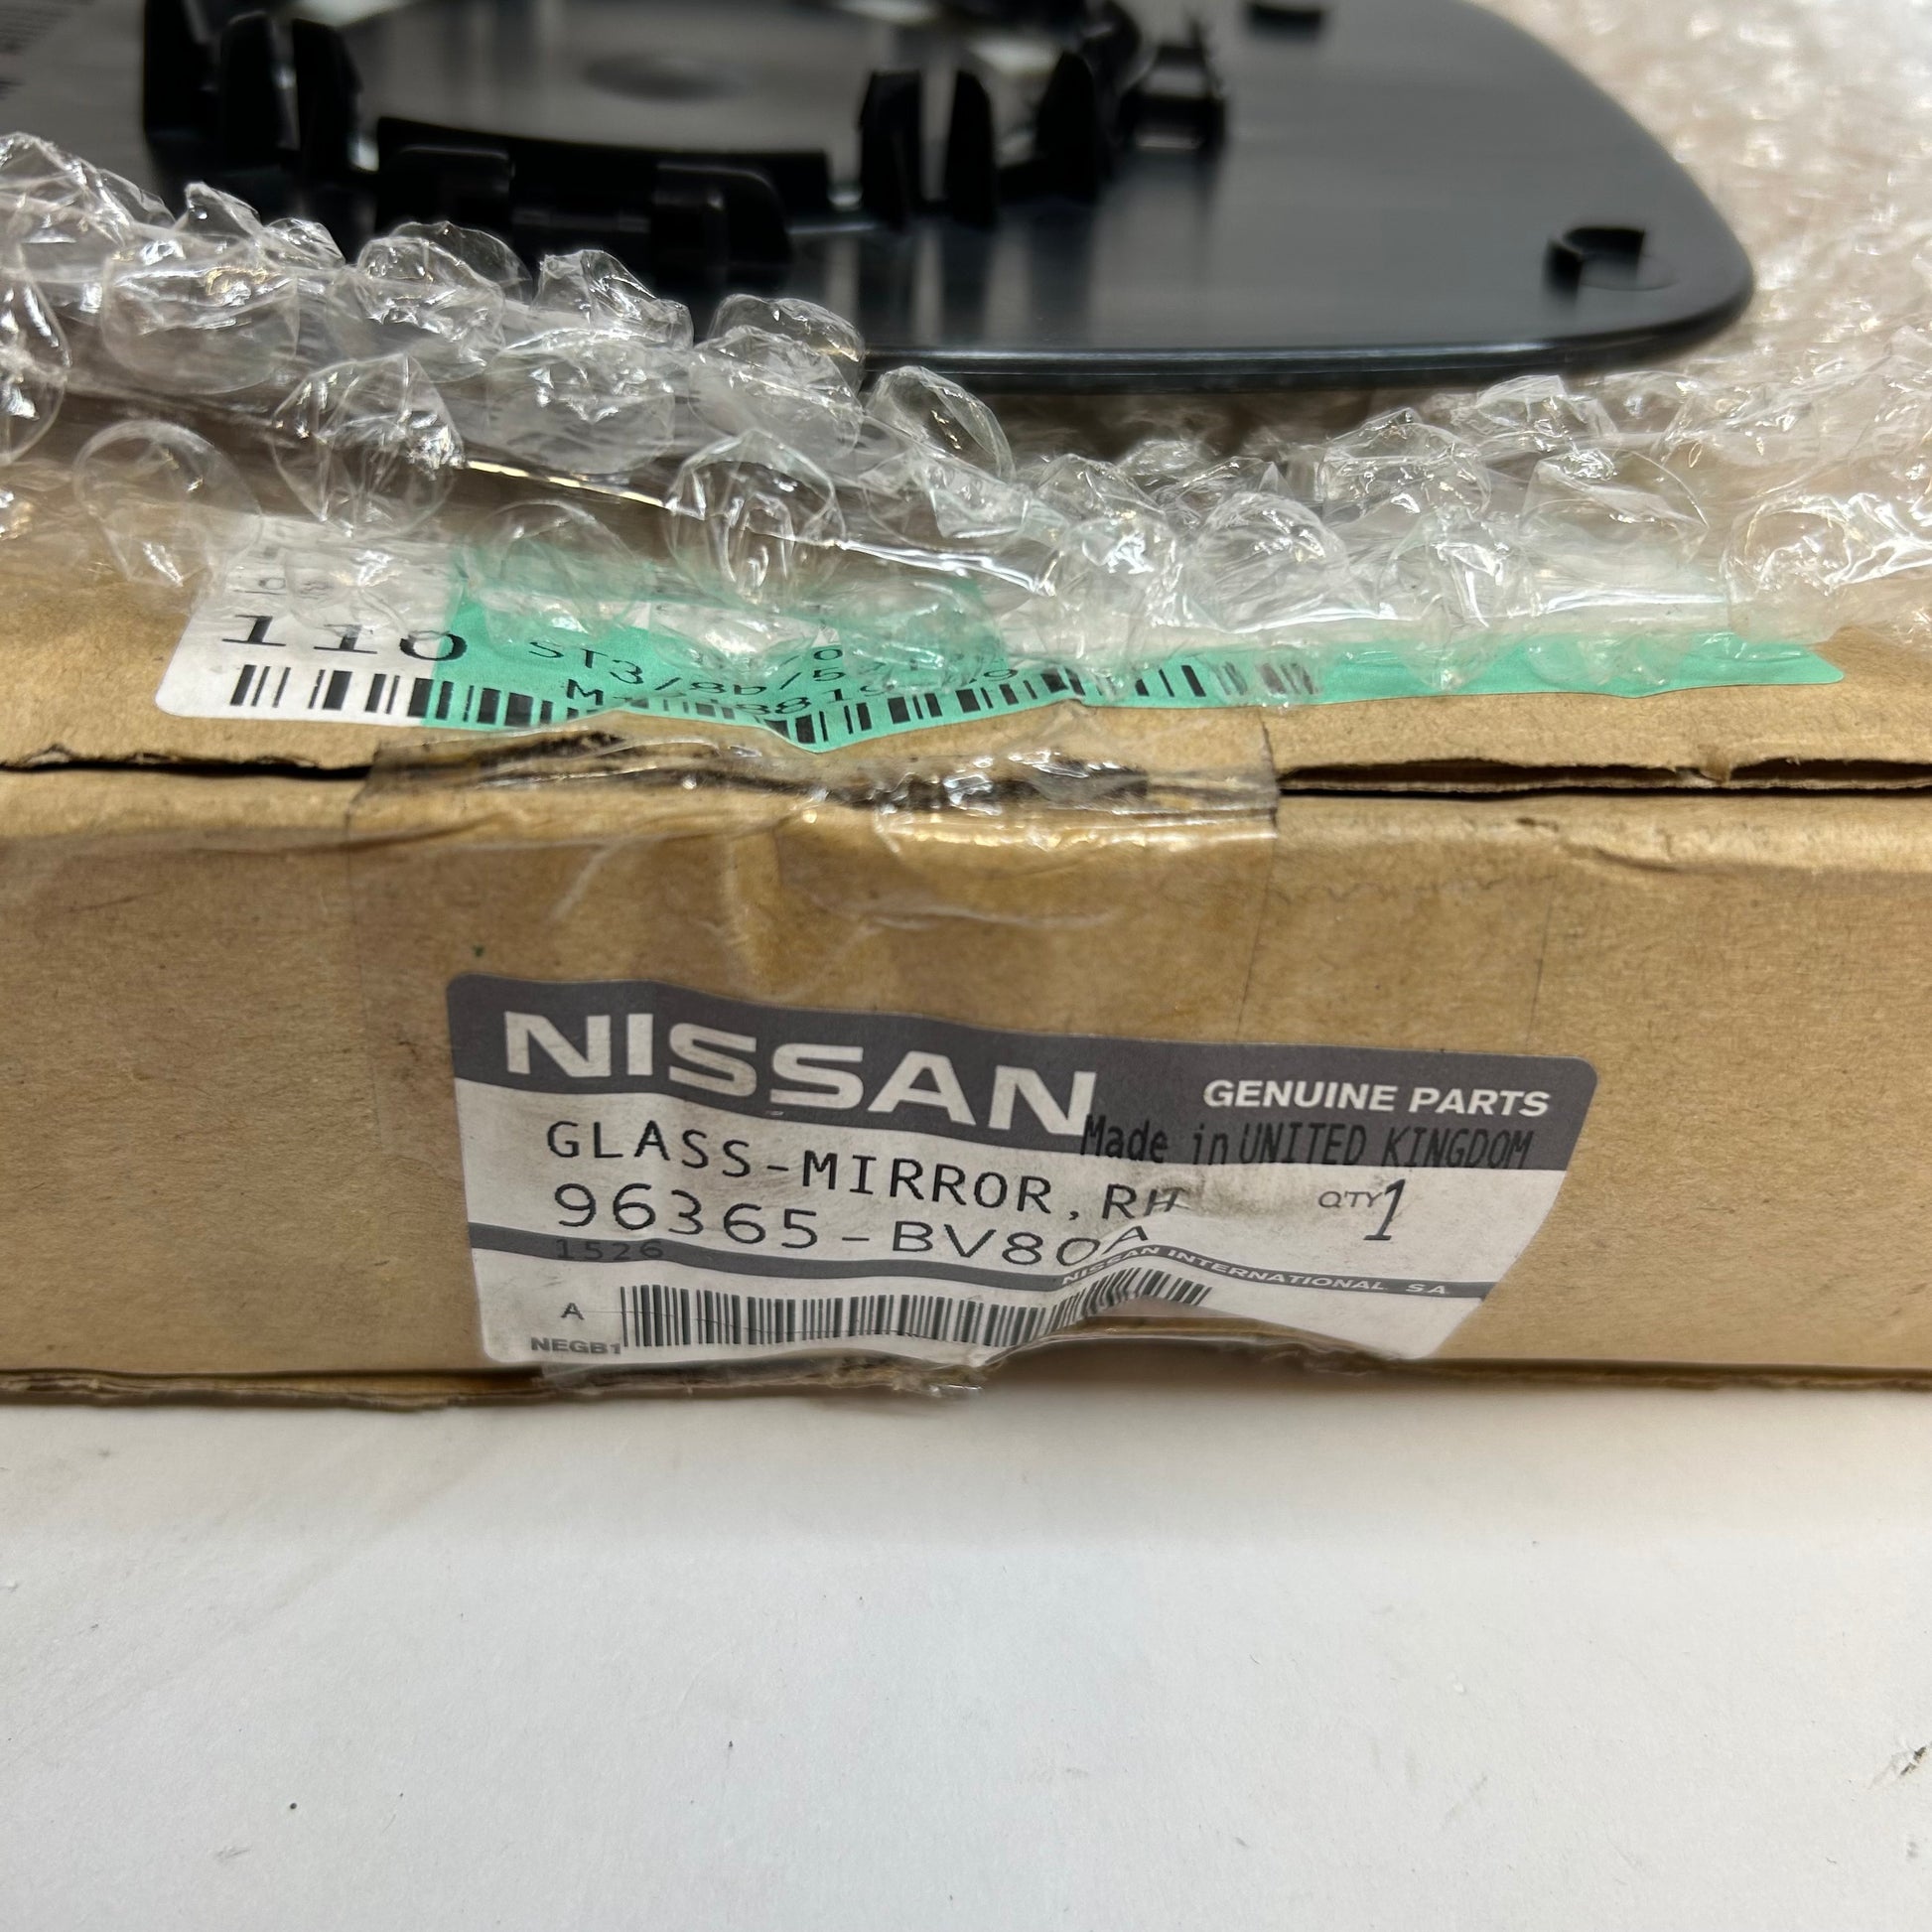 110
NISSAN
GENUINE PARTS
Made in UNITED KINGDOM
GLASS-MIRROR, RH
Q'TY 1
96365-BV80A
1526
NISSAN INTERNATIONAL SA
A
NEGB1